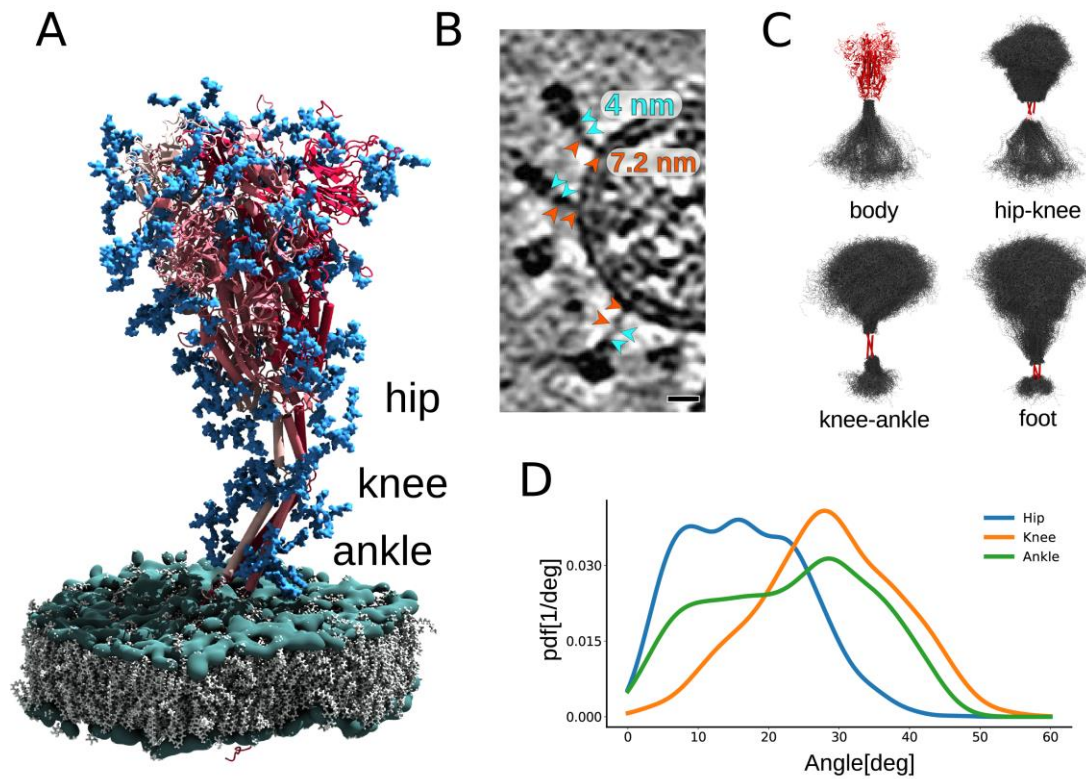 A
hip
knee
ankle
B
4 nm
7.2 nm
C
body
hip-knee
knee-ankle
foot
D
pdf[1/deg]
0.030
0.015
0.000
0
10
20
30
40
50
60
Angle[deg]
Hip
Knee
Ankle